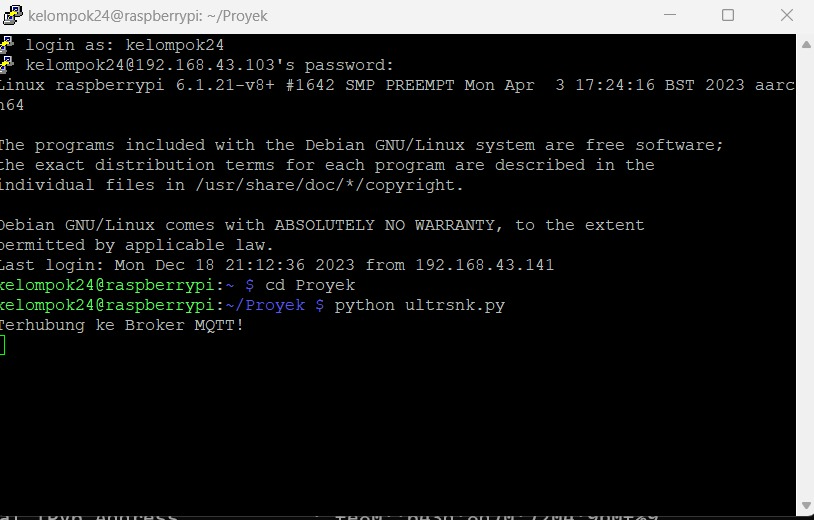 kelompok24@raspberrypi: ~/Proyek
login as: kelompok24
kelompok24@192.168.43.103's password:
Linux raspberrypi 6.1.21-v8+ #1642 SMP PREEMPT Mon Apr  3 17:24:16 BST 2023 aarc
h64
The programs included with the Debian GNU/Linux system are free software;
the exact distribution terms for each program are described in the
individual files in /usr/share/doc/*/copyright.
Debian GNU/Linux comes with ABSOLUTELY NO WARRANTY, to the extent
permitted by applicable law.
Last login: Mon Dec 18 21:12:36 2023 from 192.168.43.141
kelompok24@raspberrypi:~ $ cd Proyek
kelompok24@raspberrypi:~/Proyek $ python ultrsnk.py
Terhubung ke Broker MQTT!